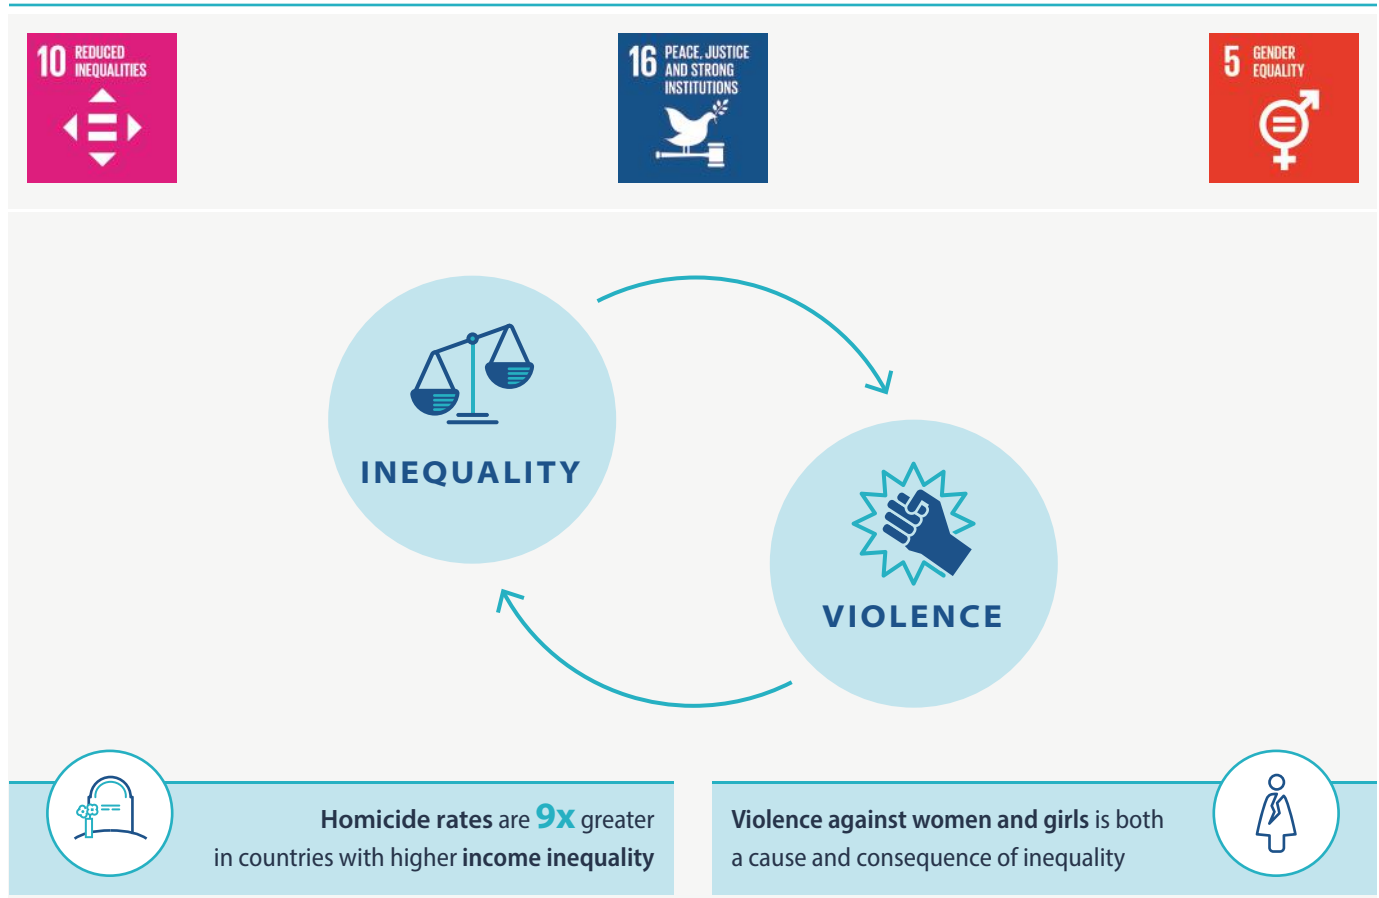 10 REDUCED
INEQUALITIES
16 PEACE, JUSTICE
AND STRONG
INSTITUTIONS
5 GENDER
EQUALITY
INEQUALITY
VIOLENCE
Homicide rates are 9x greater
in countries with higher income inequality
Violence against women and girls is both
a cause and consequence of inequality